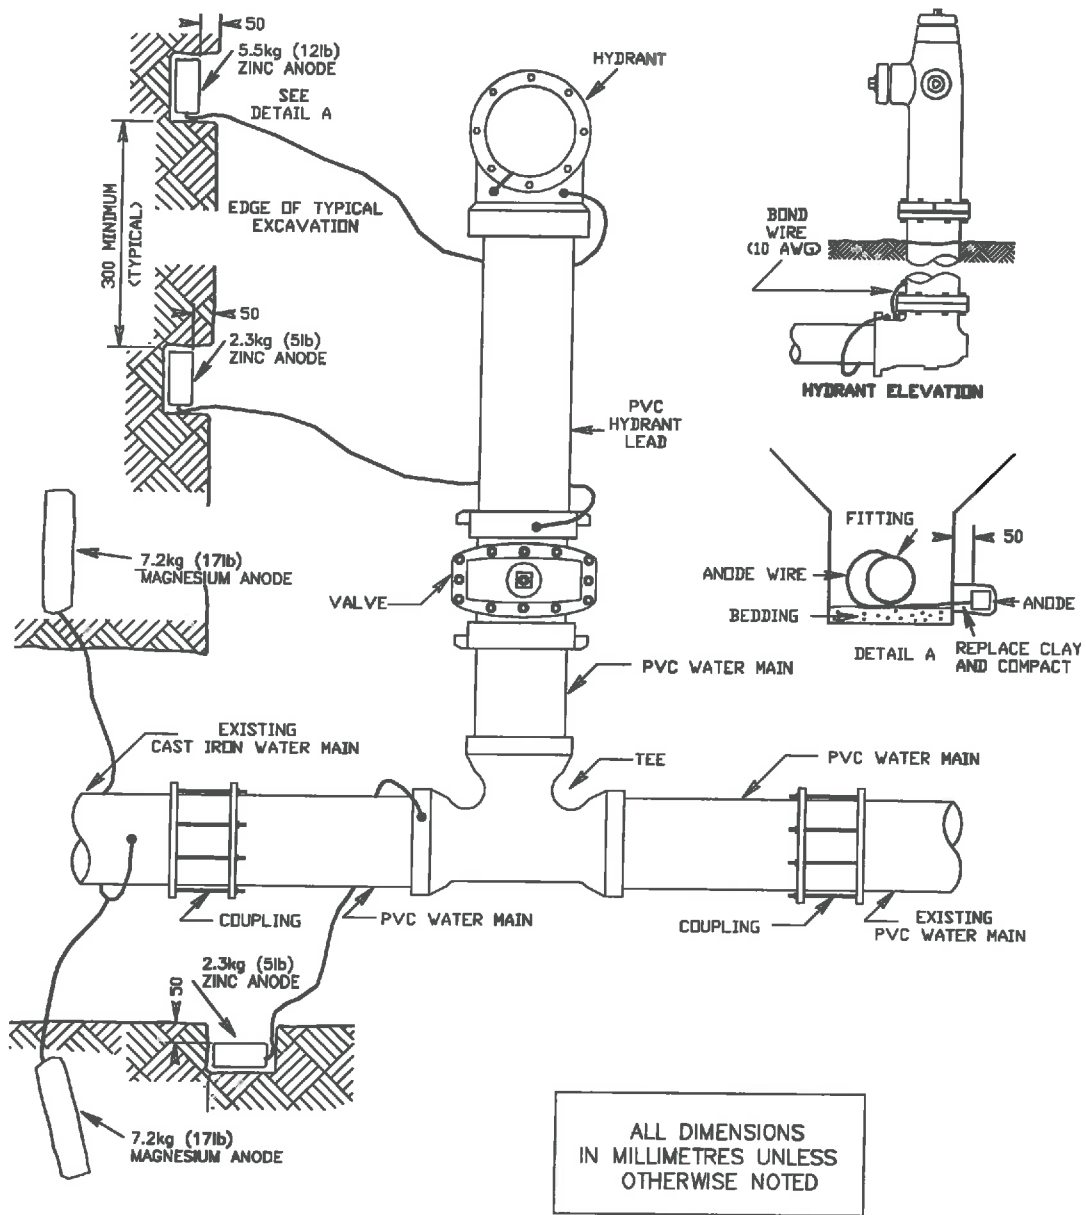 50
5.5kg (12lb)
ZINC ANODE
SEE
DETAIL A
HYDRANT
300 MINIMUM
(TYPICAL)
EDGE OF TYPICAL
EXCAVATION
BOND
WIRE
(10 AWG)
50
2.3kg (5lb)
ZINC ANODE
HYDRANT ELEVATION
PVC
HYDRANT
LEAD
7.2kg (17lb)
MAGNESIUM ANODE
FITTING
50
ANODE WIRE
VALVE
ANODE
BEDDING
DETAIL A
REPLACE CLAY
AND COMPACT
PVC WATER MAIN
EXISTING
CAST IRON WATER MAIN
TEE
PVC WATER MAIN
COUPLING
PVC WATER MAIN
COUPLING
EXISTING
PVC WATER MAIN
2.3kg (5lb)
ZINC ANODE
50
7.2kg (17lb)
MAGNESIUM ANODE
ALL DIMENSIONS
IN MILLIMETRES UNLESS
OTHERWISE NOTED